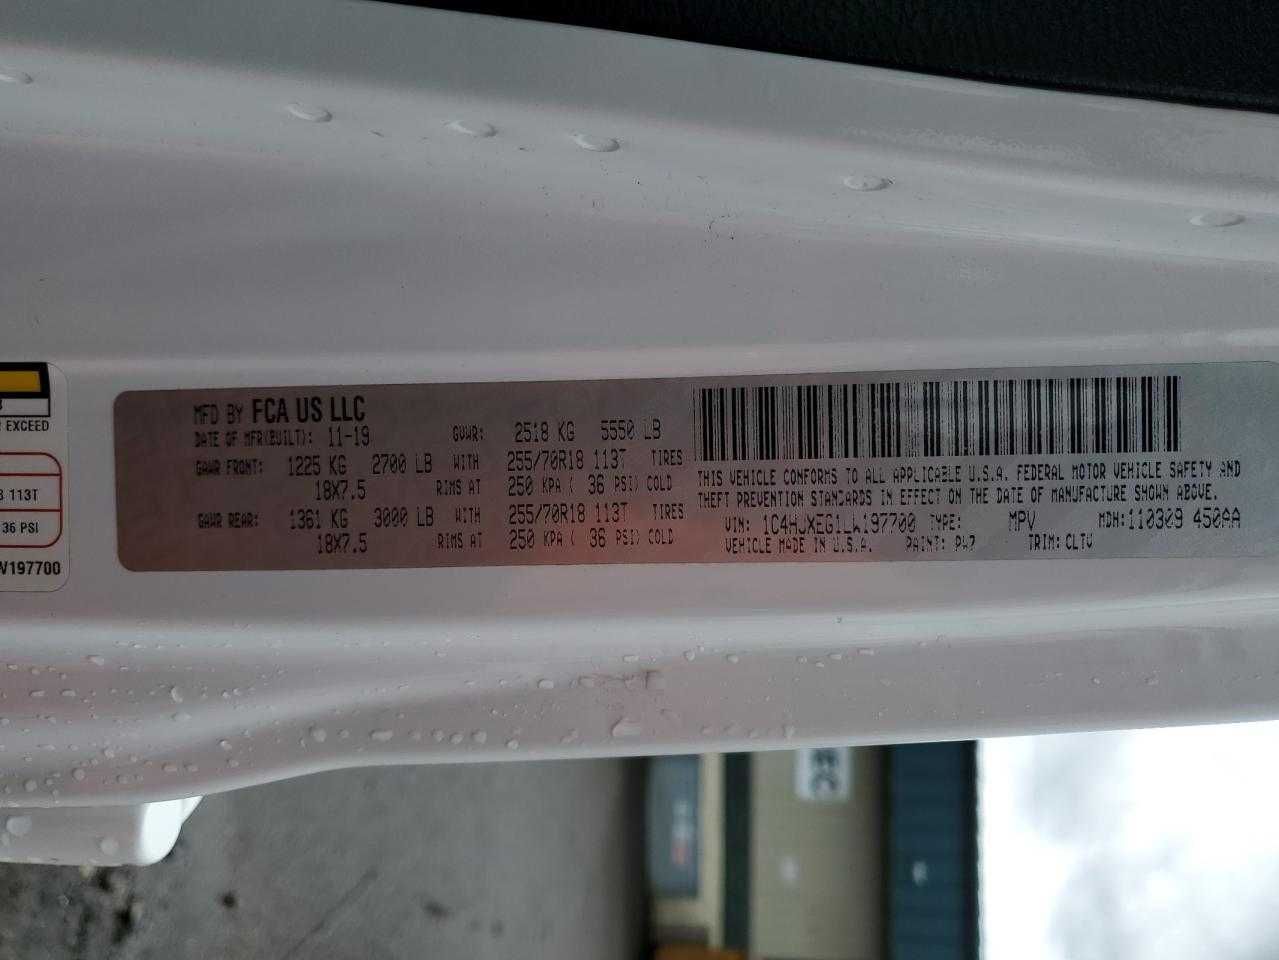 R EXCEED
113T
36 PSI
W197700
MFD BY FCA US LLC
DATE OF MFR(BUILT): 11-19 GVWR: 2518 KG 5550 LB
GAWR FRONT: 1225 KG 2700 LB WITH 255/70R18 113T TIRES
18X7.5 RIMS AT 250 KPA ( 36 PSI) COLD
GAWR REAR: 1361 KG 3000 LB WITH 255/70R18 113T TIRES
18X7.5 RIMS AT 250 KPA ( 36 PSI) COLD
THIS VEHICLE CONFORMS TO ALL APPLICABLE U.S.A. FEDERAL MOTOR VEHICLE SAFETY AND
THEFT PREVENTION STANDARDS IN EFFECT ON THE DATE OF MANUFACTURE SHOWN ABOVE.
VIN: 1C4HJXEG1LW197700 TYPE: MPV MDH:110309 450AA
VEHICLE MADE IN U.S.A. PAINT: PW7 TRIM: CLTU
EC